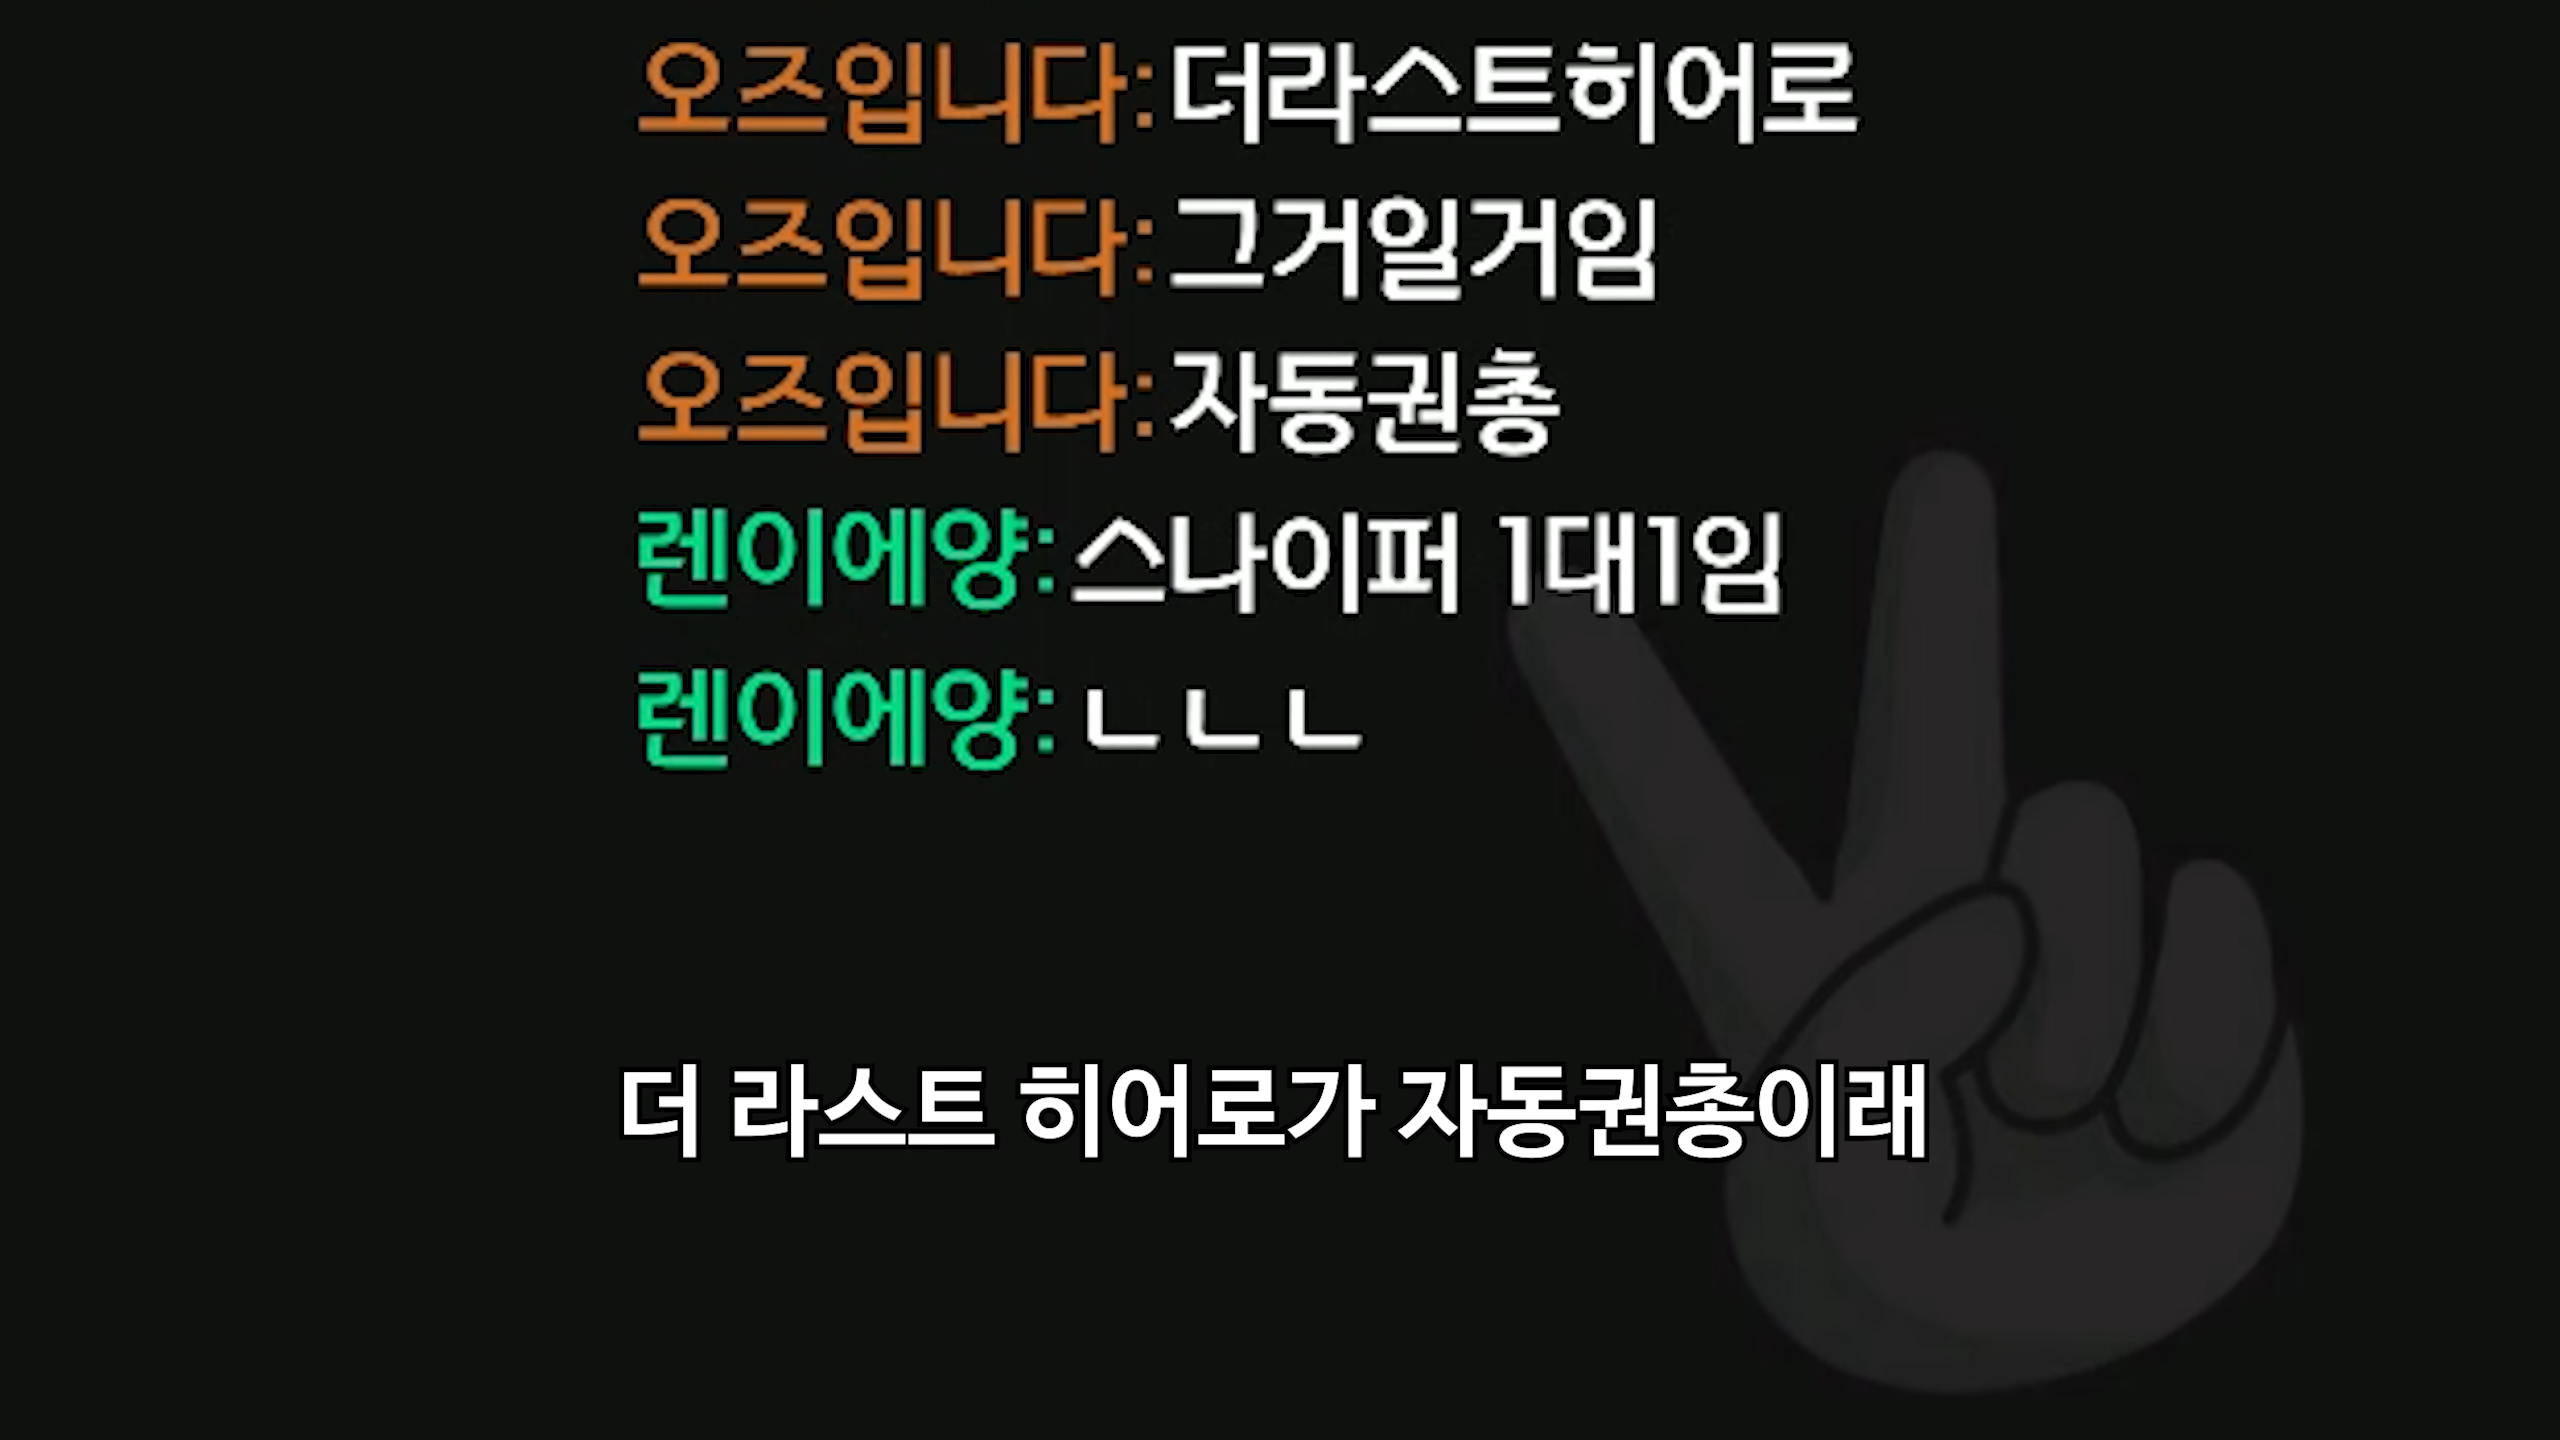 오즈입니다: 더라스트히어로
오즈입니다: 그거일거임
오즈입니다: 자동권총
렌이에양: 스나이퍼 1대1임
렌이에양: ㄴㄴㄴ
더 라스트 히어로가 자동권총이래